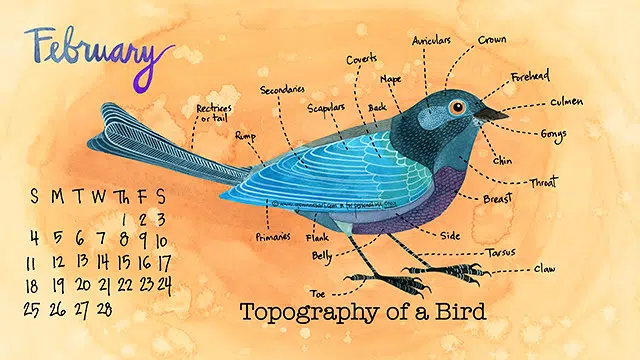 February
Auriculars
Crown
Coverts
Nape
Forehead
Secondaries
Culmen
Rectrices
or tail
Scapulars
Back
Gonys
Rump
Chin
Throat
Breast
S M T W Th F S
1 2 3
4 5 6 7 8 9 10
11 12 13 14 15 16 17
18 19 20 21 22 23 24
25 26 27 28
Primaries
Flank
Side
Belly
Tarsus
Claw
Toe
Topography of a Bird